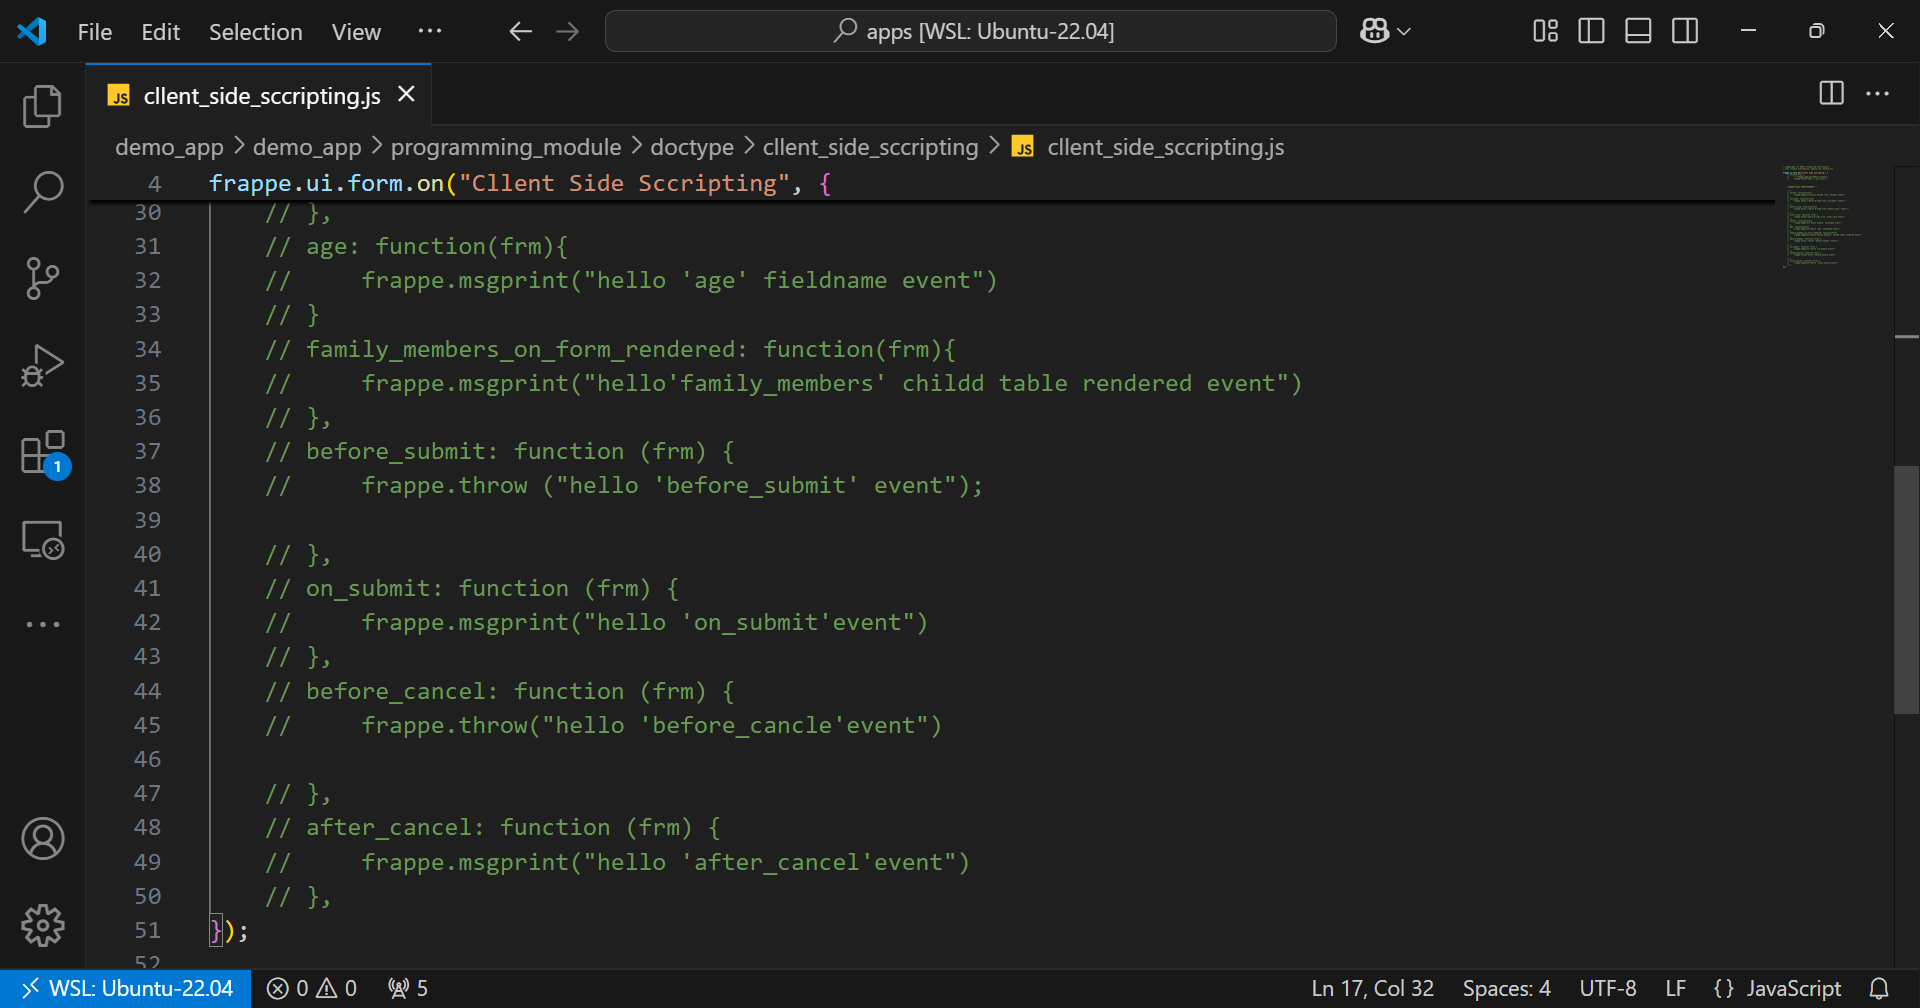 File Edit Selection View ··· apps [WSL: Ubuntu-22.04]
JS cllent_side_sccripting.js
demo_app > demo_app > programming_module > doctype > cllent_side_sccripting > JS cllent_side_sccripting.js
4 frappe.ui.form.on("Cllent Side Sccripting", {
30 // },
31 // age: function(frm){
32 //     frappe.msgprint("hello 'age' fieldname event")
33 // }
34 // family_members_on_form_rendered: function(frm){
35 //     frappe.msgprint("hello'family_members' childd table rendered event")
36 // },
37 // before_submit: function (frm) {
38 //     frappe.throw ("hello 'before_submit' event");
39
40 // },
41 // on_submit: function (frm) {
42 //     frappe.msgprint("hello 'on_submit'event")
43 // },
44 // before_cancel: function (frm) {
45 //     frappe.throw("hello 'before_cancle'event")
46
47 // },
48 // after_cancel: function (frm) {
49 //     frappe.msgprint("hello 'after_cancel'event")
50 // },
51 });
52
1
WSL: Ubuntu-22.04 0 0 5 Ln 17, Col 32 Spaces: 4 UTF-8 LF {} JavaScript